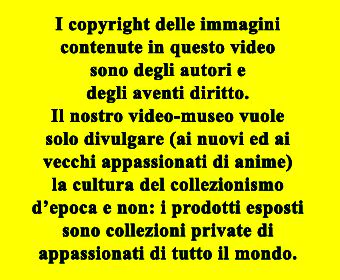 I copyright delle immagini
contenute in questo video
sono degli autori e
degli aventi diritto.
Il nostro video-museo vuole
solo divulgare (ai nuovi ed ai
vecchi appassionati di anime)
la cultura del collezionismo
d’epoca e non: i prodotti esposti
sono collezioni private di
appassionati di tutto il mondo.